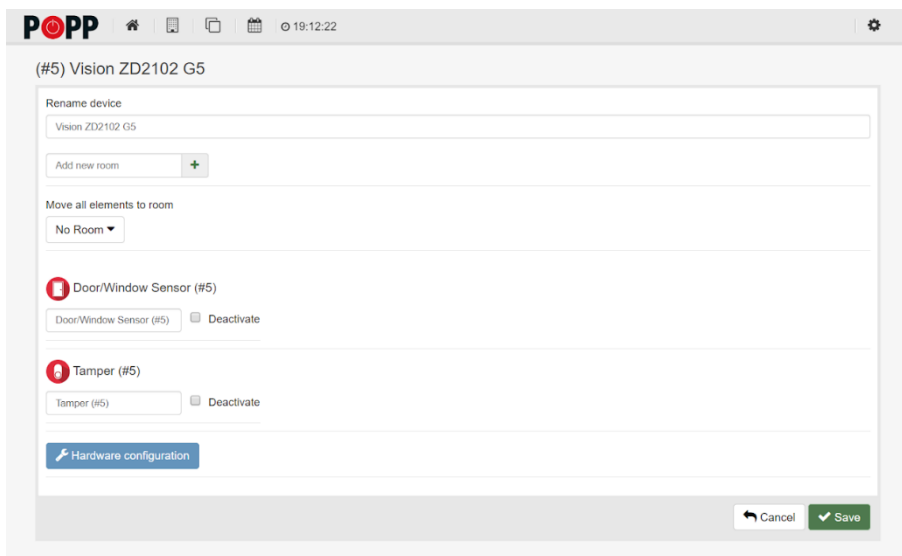 POPP 19:12:22
(#5) Vision ZD2102 G5
Rename device
Vision ZD2102 G5
Add new room
Move all elements to room
No Room
Door/Window Sensor (#5)
Door/Window Sensor (#5) Deactivate
Tamper (#5)
Tamper (#5) Deactivate
Hardware configuration
Cancel Save